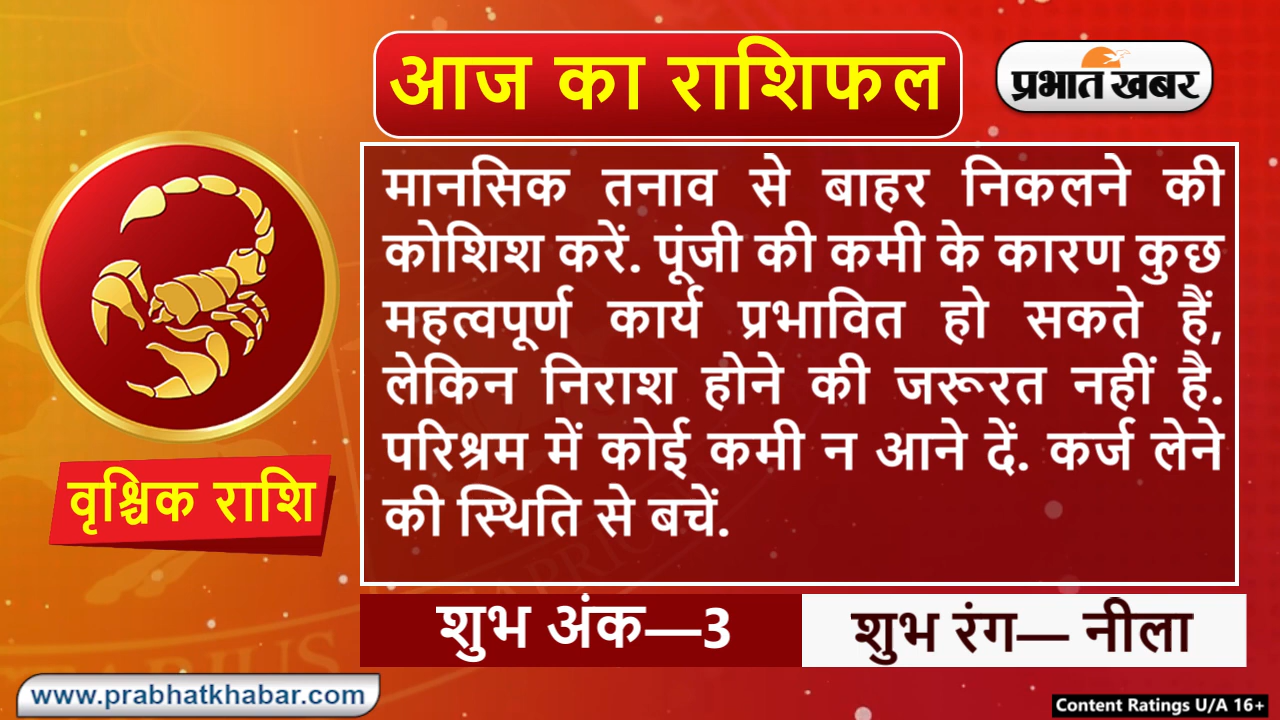 आज का राशिफल
प्रभात खबर
मानसिक तनाव से बाहर निकलने की
कोशिश करें. पूंजी की कमी के कारण कुछ
महत्वपूर्ण कार्य प्रभावित हो सकते हैं,
लेकिन निराश होने की जरूरत नहीं है.
परिश्रम में कोई कमी न आने दें. कर्ज लेने
की स्थिति से बचें.
वृश्चिक राशि
शुभ अंक—3
शुभ रंग— नीला
www.prabhatkhabar.com
Content Ratings U/A 16+